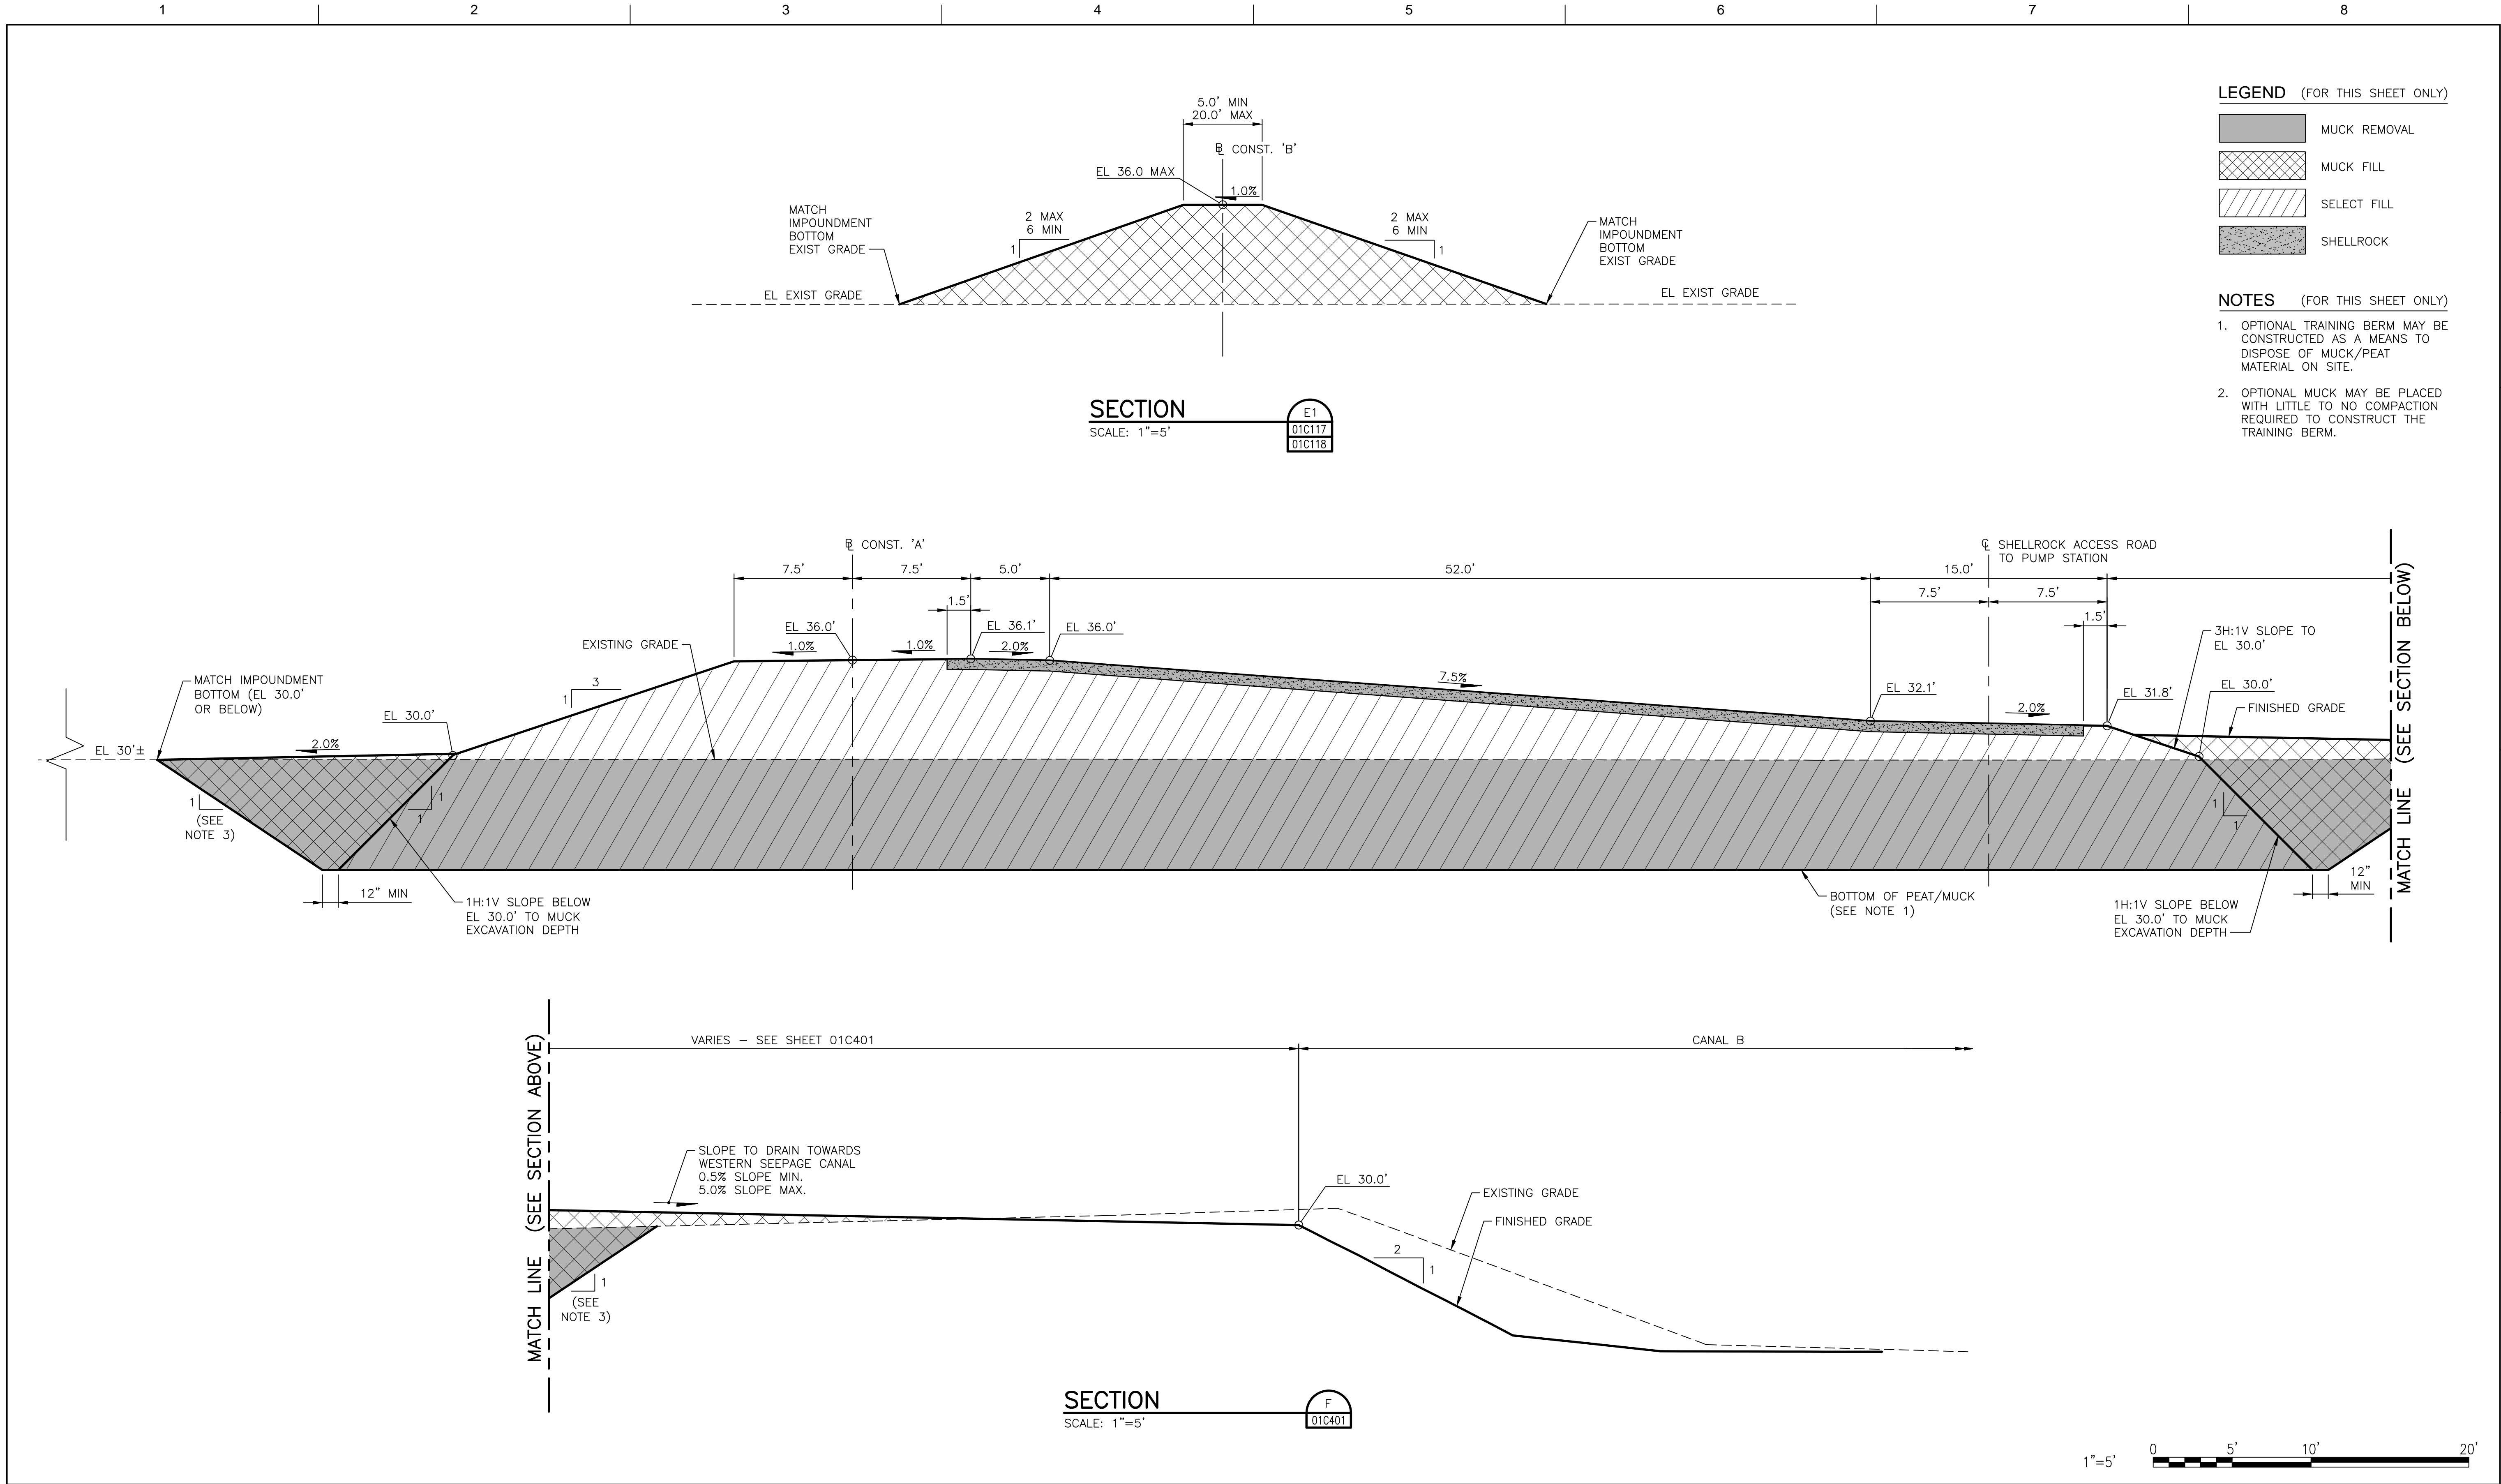 1 2 3 4 5 6 7 8
LEGEND (FOR THIS SHEET ONLY)
MUCK REMOVAL
MUCK FILL
SELECT FILL
SHELLROCK
NOTES (FOR THIS SHEET ONLY)
1. OPTIONAL TRAINING BERM MAY BE
CONSTRUCTED AS A MEANS TO
DISPOSE OF MUCK/PEAT
MATERIAL ON SITE.
2. OPTIONAL MUCK MAY BE PLACED
WITH LITTLE TO NO COMPACTION
REQUIRED TO CONSTRUCT THE
TRAINING BERM.
5.0' MIN
20.0' MAX
BL CONST. 'B'
EL 36.0 MAX
1.0%
MATCH
IMPOUNDMENT
BOTTOM
EXIST GRADE
2 MAX
6 MIN
1
2 MAX
6 MIN
1
MATCH
IMPOUNDMENT
BOTTOM
EXIST GRADE
EL EXIST GRADE
EL EXIST GRADE
SECTION
SCALE: 1"=5'
E1
01C117
01C118
BL CONST. 'A'
CL SHELLROCK ACCESS ROAD
TO PUMP STATION
7.5'
7.5'
5.0'
52.0'
15.0'
7.5'
7.5'
1.5'
1.5'
EXISTING GRADE
EL 36.0'
EL 36.1'
EL 36.0'
1.0%
1.0%
2.0%
3H:1V SLOPE TO
EL 30.0'
MATCH IMPOUNDMENT
BOTTOM (EL 30.0'
OR BELOW)
3
1
7.5%
EL 32.1'
EL 31.8'
EL 30.0'
FINISHED GRADE
EL 30.0'
2.0%
2.0%
EL 30'±
1
(SEE
NOTE 3)
1
1
1
1
12" MIN
1H:1V SLOPE BELOW
EL 30.0' TO MUCK
EXCAVATION DEPTH
BOTTOM OF PEAT/MUCK
(SEE NOTE 1)
12"
MIN
1H:1V SLOPE BELOW
EL 30.0' TO MUCK
EXCAVATION DEPTH
MATCH LINE (SEE SECTION BELOW)
MATCH LINE (SEE SECTION ABOVE)
VARIES – SEE SHEET 01C401
CANAL B
SLOPE TO DRAIN TOWARDS
WESTERN SEEPAGE CANAL
0.5% SLOPE MIN.
5.0% SLOPE MAX.
EL 30.0'
EXISTING GRADE
FINISHED GRADE
2
1
1
(SEE
NOTE 3)
SECTION
SCALE: 1"=5'
F
01C401
1"=5'
0 5' 10' 20'